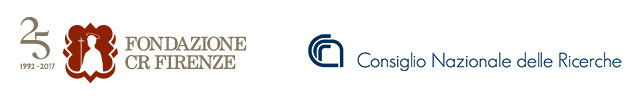 25
1992 - 2017
FONDAZIONE
CR FIRENZE
Consiglio Nazionale delle Ricerche